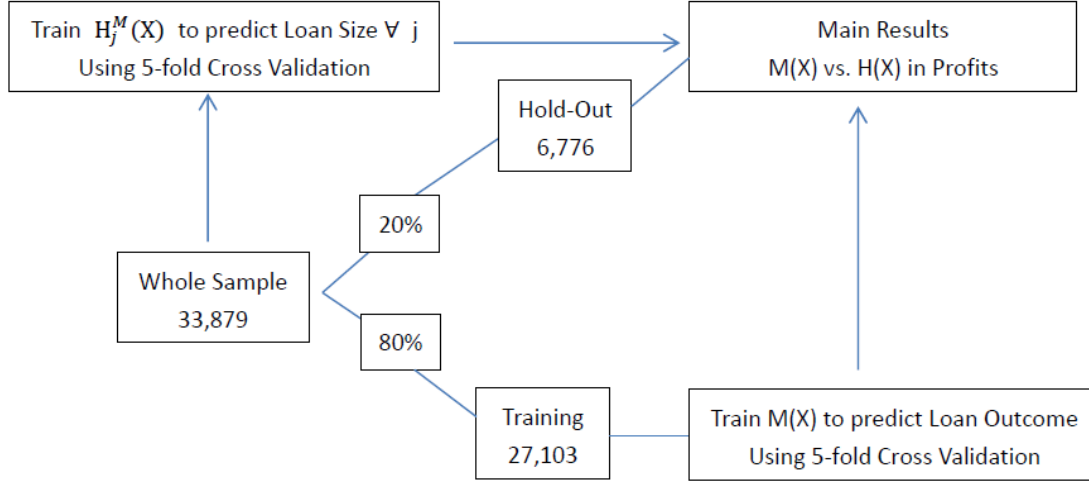 Train H_j^M(X) to predict Loan Size ∀ j
Using 5-fold Cross Validation
Main Results
M(X) vs. H(X) in Profits
Hold-Out
6,776
20%
Whole Sample
33,879
80%
Training
27,103
Train M(X) to predict Loan Outcome
Using 5-fold Cross Validation